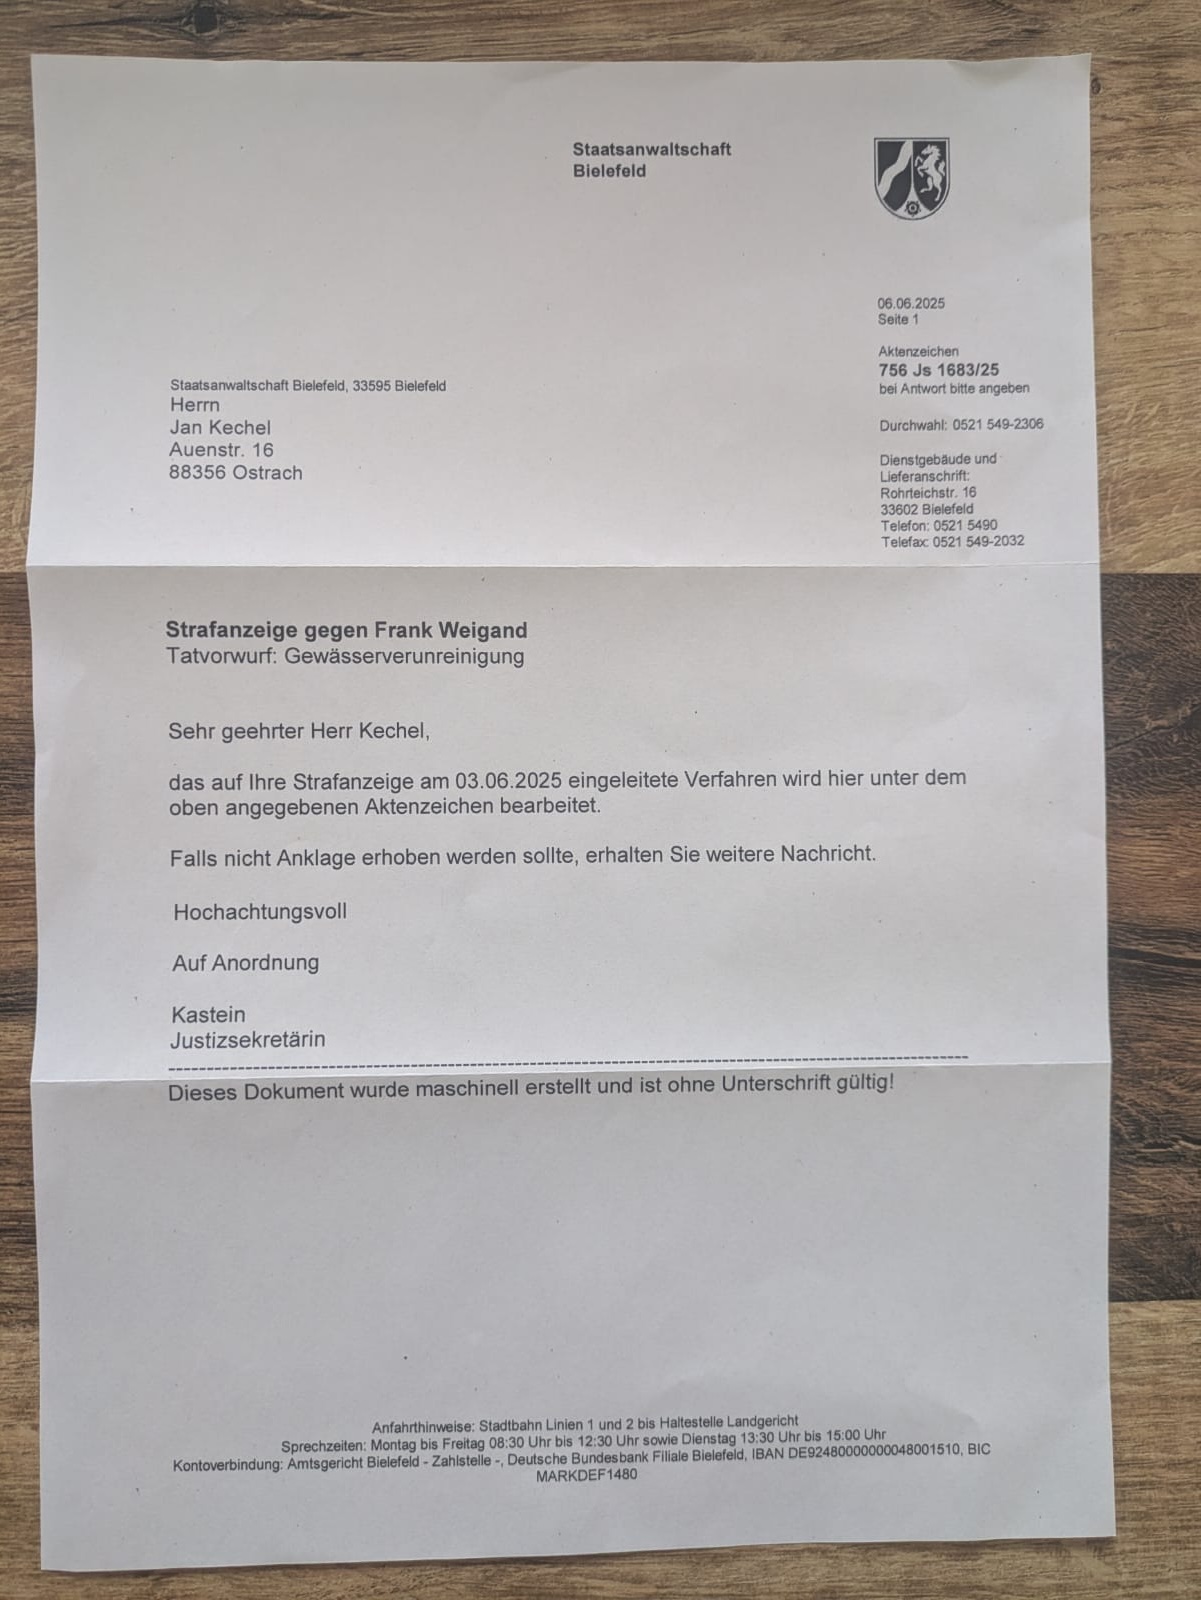 Staatsanwaltschaft
Bielefeld
06.06.2025
Seite 1
Aktenzeichen
756 Js 1683/25
bei Antwort bitte angeben
Durchwahl: 0521 549-2306
Dienstgebäude und
Lieferanschrift:
Rohrteichstr. 16
33602 Bielefeld
Telefon: 0521 5490
Telefax: 0521 549-2032
Staatsanwaltschaft Bielefeld, 33595 Bielefeld
Herrn
Jan Kechel
Auenstr. 16
88356 Ostrach
Strafanzeige gegen Frank Weigand
Tatvorwurf: Gewässerverunreinigung
Sehr geehrter Herr Kechel,
das auf Ihre Strafanzeige am 03.06.2025 eingeleitete Verfahren wird hier unter dem
oben angegebenen Aktenzeichen bearbeitet.
Falls nicht Anklage erhoben werden sollte, erhalten Sie weitere Nachricht.
Hochachtungsvoll
Auf Anordnung
Kastein
Justizsekretärin
Dieses Dokument wurde maschinell erstellt und ist ohne Unterschrift gültig!
Anfahrthinweise: Stadtbahn Linien 1 und 2 bis Haltestelle Landgericht
Sprechzeiten: Montag bis Freitag 08:30 Uhr bis 12:30 Uhr sowie Dienstag 13:30 Uhr bis 15:00 Uhr
Kontoverbindung: Amtsgericht Bielefeld - Zahlstelle -, Deutsche Bundesbank Filiale Bielefeld, IBAN DE92480000000048001510, BIC
MARKDEF1480